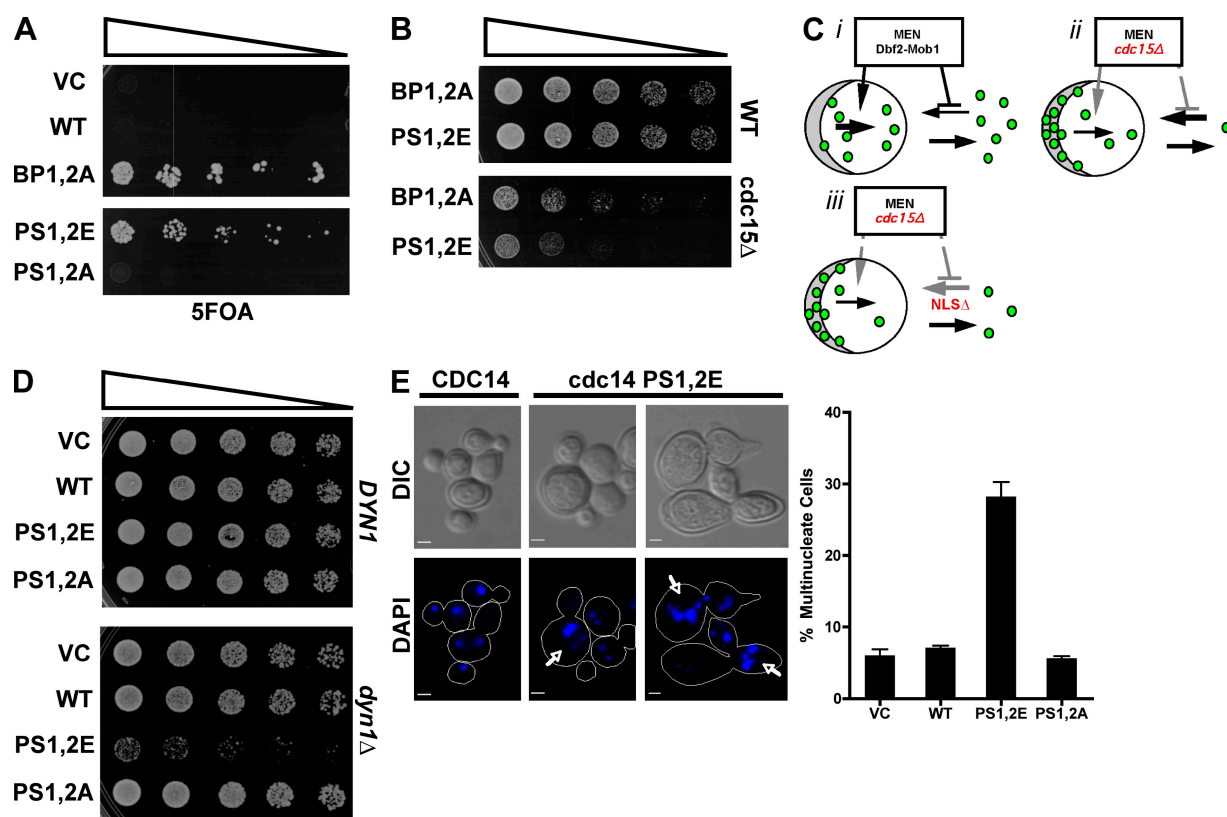 A
VC
WT
BP1,2A
PS1,2E
PS1,2A
5FOA
B
BP1,2A
PS1,2E
WT
BP1,2A
PS1,2E
cdc15Δ
C
i
MEN
Dbf2-Mob1
ii
MEN
cdc15Δ
iii
MEN
cdc15Δ
NLSΔ
D
VC
WT
PS1,2E
PS1,2A
DYN1
VC
WT
PS1,2E
PS1,2A
dyn1Δ
E
CDC14
cdc14 PS1,2E
DIC
DAPI
% Multinucleate Cells
40
30
20
10
0
VC
WT
PS1,2E
PS1,2A